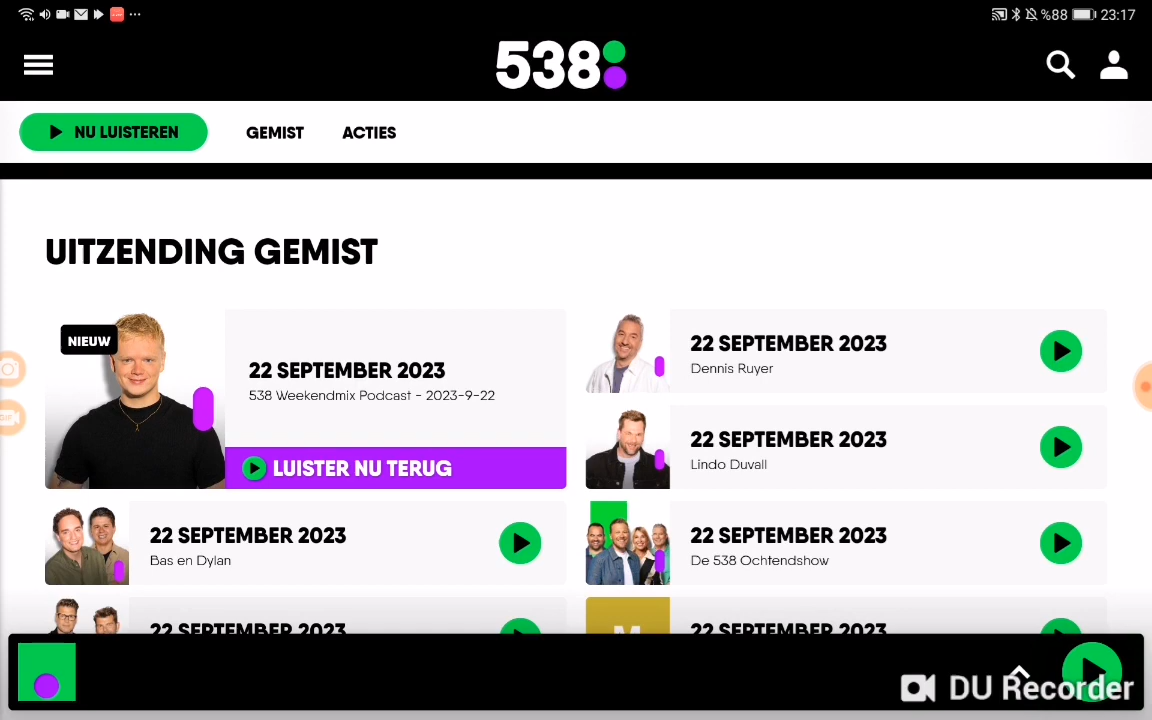 %88 23:17
538
NU LUISTEREN GEMIST ACTIES
UITZENDING GEMIST
NIEUW
22 SEPTEMBER 2023
538 Weekendmix Podcast - 2023-9-22
LUISTER NU TERUG
22 SEPTEMBER 2023
Dennis Ruyer
22 SEPTEMBER 2023
Lindo Duvall
22 SEPTEMBER 2023
Bas en Dylan
22 SEPTEMBER 2023
De 538 Ochtendshow
22 SEPTEMBER 2023
22 SEPTEMBER 2023
GIF
DU Recorder